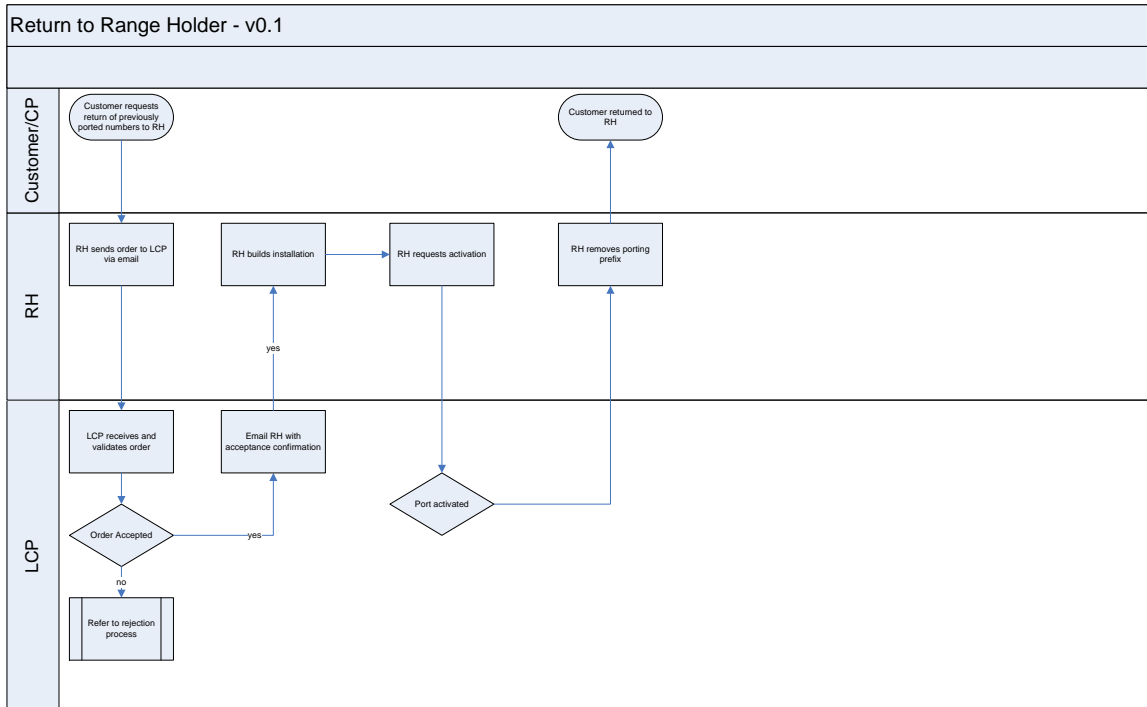 Return to Range Holder - v0.1
Customer/CP
Customer requests
return of previously
ported numbers to RH
Customer returned to
RH
RH
RH sends order to LCP
via email
RH builds installation
RH requests activation
RH removes porting
prefix
yes
LCP
LCP receives and
validates order
Email RH with
acceptance confirmation
Port activated
Order Accepted
yes
no
Refer to rejection
process